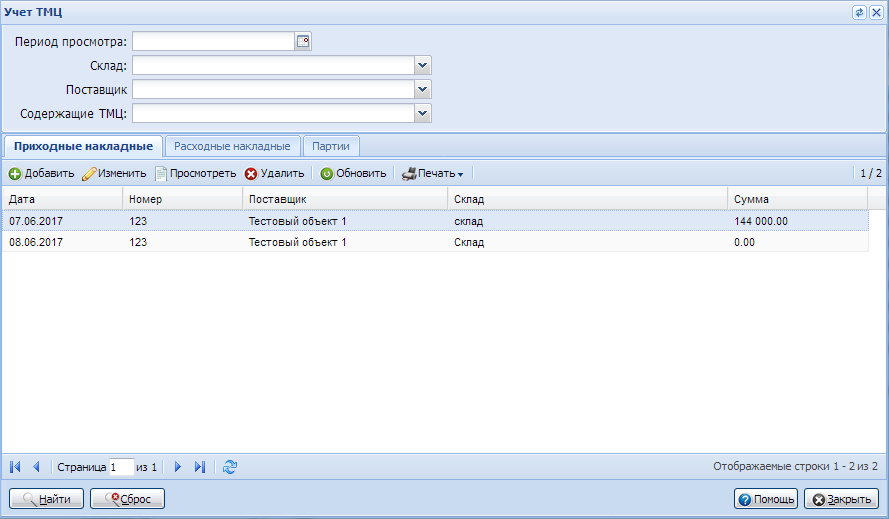 Учет ТМЦ
Период просмотра:
Склад:
Поставщик
Содержащие ТМЦ:
Приходные накладные Расходные накладные Партии
Добавить Изменить Просмотреть Удалить Обновить Печать 1 / 2
Дата Номер Поставщик Склад Сумма
07.06.2017 123 Тестовый объект 1 склад 144 000.00
08.06.2017 123 Тестовый объект 1 Склад 0.00
Страница 1 из 1 Отображаемые строки 1 - 2 из 2
Найти Сброс Помощь Закрыть